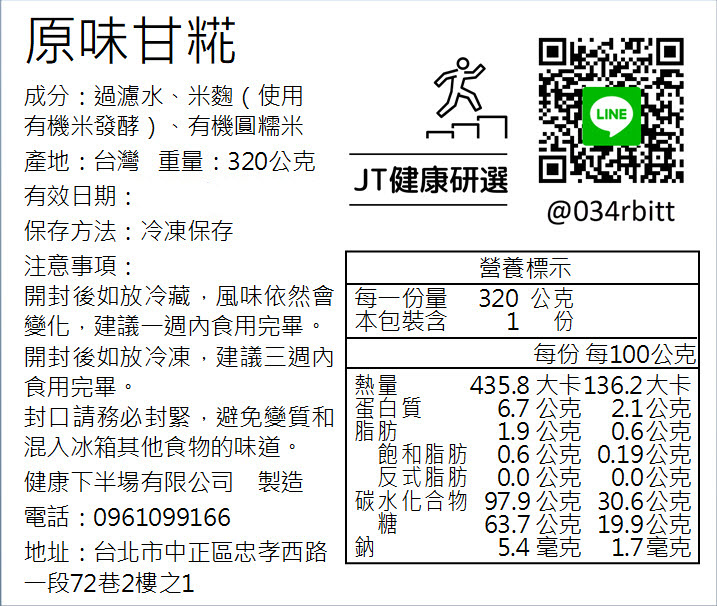 原味甘糀
成分：過濾水、米麴（使用
有機米發酵）、有機圓糯米
產地：台灣 重量：320公克
有效日期：
保存方法：冷凍保存
注意事項：
開封後如放冷藏，風味依然會
變化，建議一週內食用完畢。
開封後如放冷凍，建議三週內
食用完畢。
封口請務必封緊，避免變質和
混入冰箱其他食物的味道。
健康下半場有限公司 製造
電話：0961099166
地址：台北市中正區忠孝西路
一段72巷2樓之1
JT健康研選
LINE
@034rbitt
營養標示
每一份量 320 公克
本包裝含 1 份
每份 每100公克
熱量 435.8 大卡 136.2 大卡
蛋白質 6.7 公克 2.1 公克
脂肪 1.9 公克 0.6 公克
飽和脂肪 0.6 公克 0.19 公克
反式脂肪 0.0 公克 0.0 公克
碳水化合物 97.9 公克 30.6 公克
糖 63.7 公克 19.9 公克
鈉 5.4 毫克 1.7 毫克